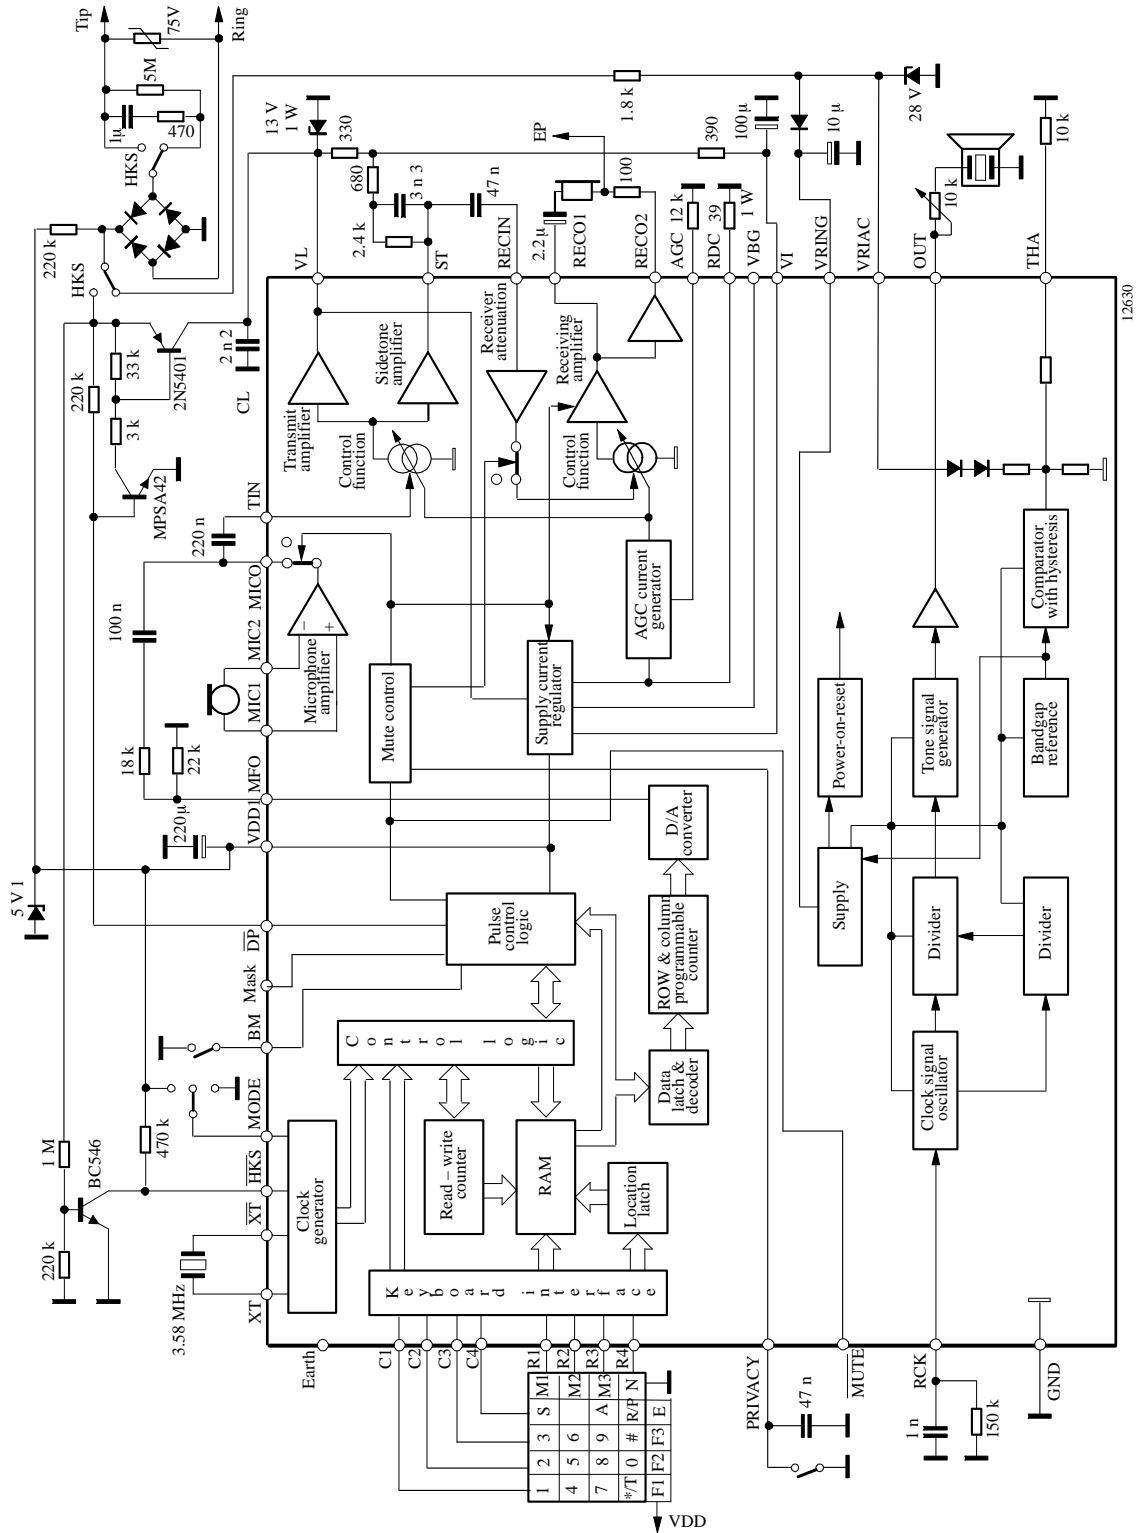 Tip
Ring
75V
5M
1µ
470
HKS
220 k
HKS
33 k
3 k
2N5401
220 k
MPSA42
2 n 2
CL
13 V
1 W
330
680
3 n 3
2.4 k
47 n
EP
100
2.2 µ
390
1.8 k
100 µ
10 µ
28 V
12 k
39
1 W
10 k
10 k
VL
ST
RECIN
RECO1
RECO2
AGC
RDC
VBG
VI
VRING
VRIAC
OUT
THA
12630
Transmit
amplifier
Sidetone
amplifier
Control
function
Receiver
attenuation
Receiving
amplifier
Control
function
TIN
220 n
MICO
100 n
MIC2
MIC1
Microphone
amplifier
−
+
18 k
22 k
MFO
220 µ
VDD1
5 V 1
DP
Mask
BM
MODE
470 k
HKS
1 M
BC546
220 k
XT
XT
3.58 MHz
Mute control
Supply current
regulator
AGC current
generator
Comparator
with hysteresis
Power-on-reset
Tone signal
generator
Bandgap
reference
D/A
converter
Supply
Divider
Divider
Pulse
control
logic
ROW & column
programmable
counter
Data
latch &
decoder
Control logic
Clock signal
oscillator
Clock
generator
Read – write
counter
RAM
Location
latch
Keyboard interface
Earth
C1
C2
C3
C4
R1
R2
R3
R4
PRIVACY
MUTE
RCK
GND
47 n
1 n
150 k
1 2 3 S M1
4 5 6 M2
7 8 9 A M3
*/T 0 # R/P N
F1 F2 F3 E
VDD